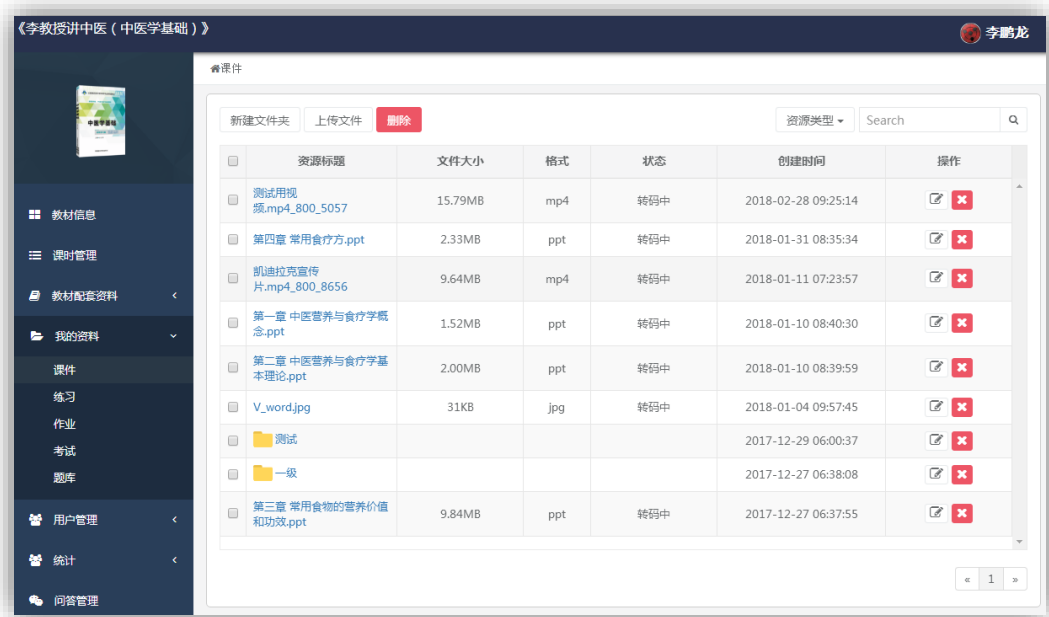 《李教授讲中医（中医学基础）》
李鹏龙
中医学基础
教材信息
课时管理
教材配套资料
我的资料
课件
练习
作业
考试
题库
用户管理
统计
问答管理
课件
新建文件夹 上传文件 删除 资源类型 Search
资源标题 文件大小 格式 状态 创建时间 操作
测试用视
频.mp4_800_5057 15.79MB mp4 转码中 2018-02-28 09:25:14
第四章 常用食疗方.ppt 2.33MB ppt 转码中 2018-01-31 08:35:34
凯迪拉克宣传
片.mp4_800_8656 9.64MB mp4 转码中 2018-01-11 07:23:57
第一章 中医营养与食疗学概
念.ppt 1.52MB ppt 转码中 2018-01-10 08:40:30
第二章 中医营养与食疗学基
本理论.ppt 2.00MB ppt 转码中 2018-01-10 08:39:59
V_word.jpg 31KB jpg 转码中 2018-01-04 09:57:45
测试 2017-12-29 06:00:37
一级 2017-12-27 06:38:08
第三章 常用食物的营养价值
和功效.ppt 9.84MB ppt 转码中 2017-12-27 06:37:55
« 1 »